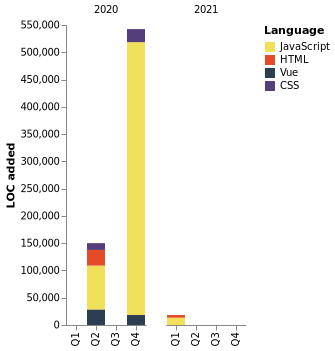 2020
2021
Language
JavaScript
HTML
Vue
CSS
LOC added
550,000
500,000
450,000
400,000
350,000
300,000
250,000
200,000
150,000
100,000
50,000
0
Q1
Q2
Q3
Q4
Q1
Q2
Q3
Q4